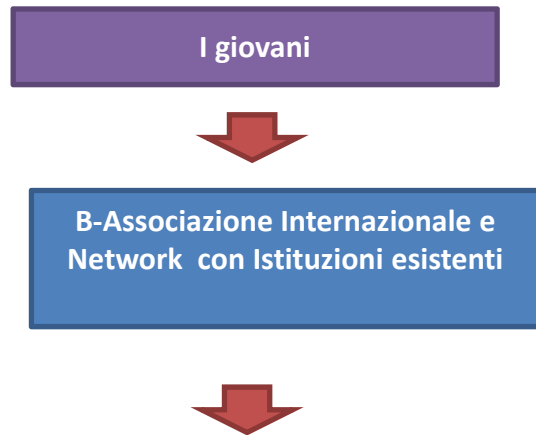 I giovani
B-Associazione Internazionale e
Network con Istituzioni esistenti